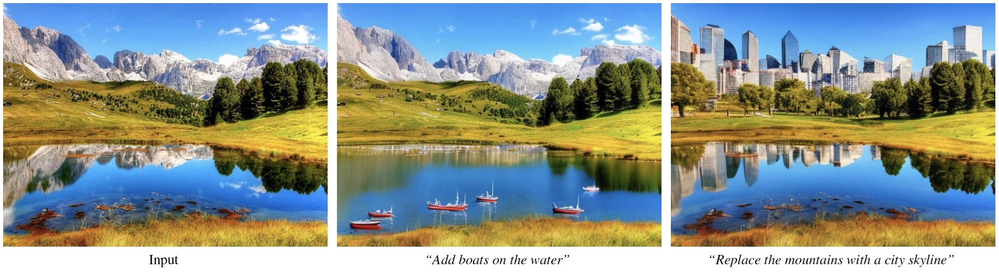 Input
“Add boats on the water”
“Replace the mountains with a city skyline”